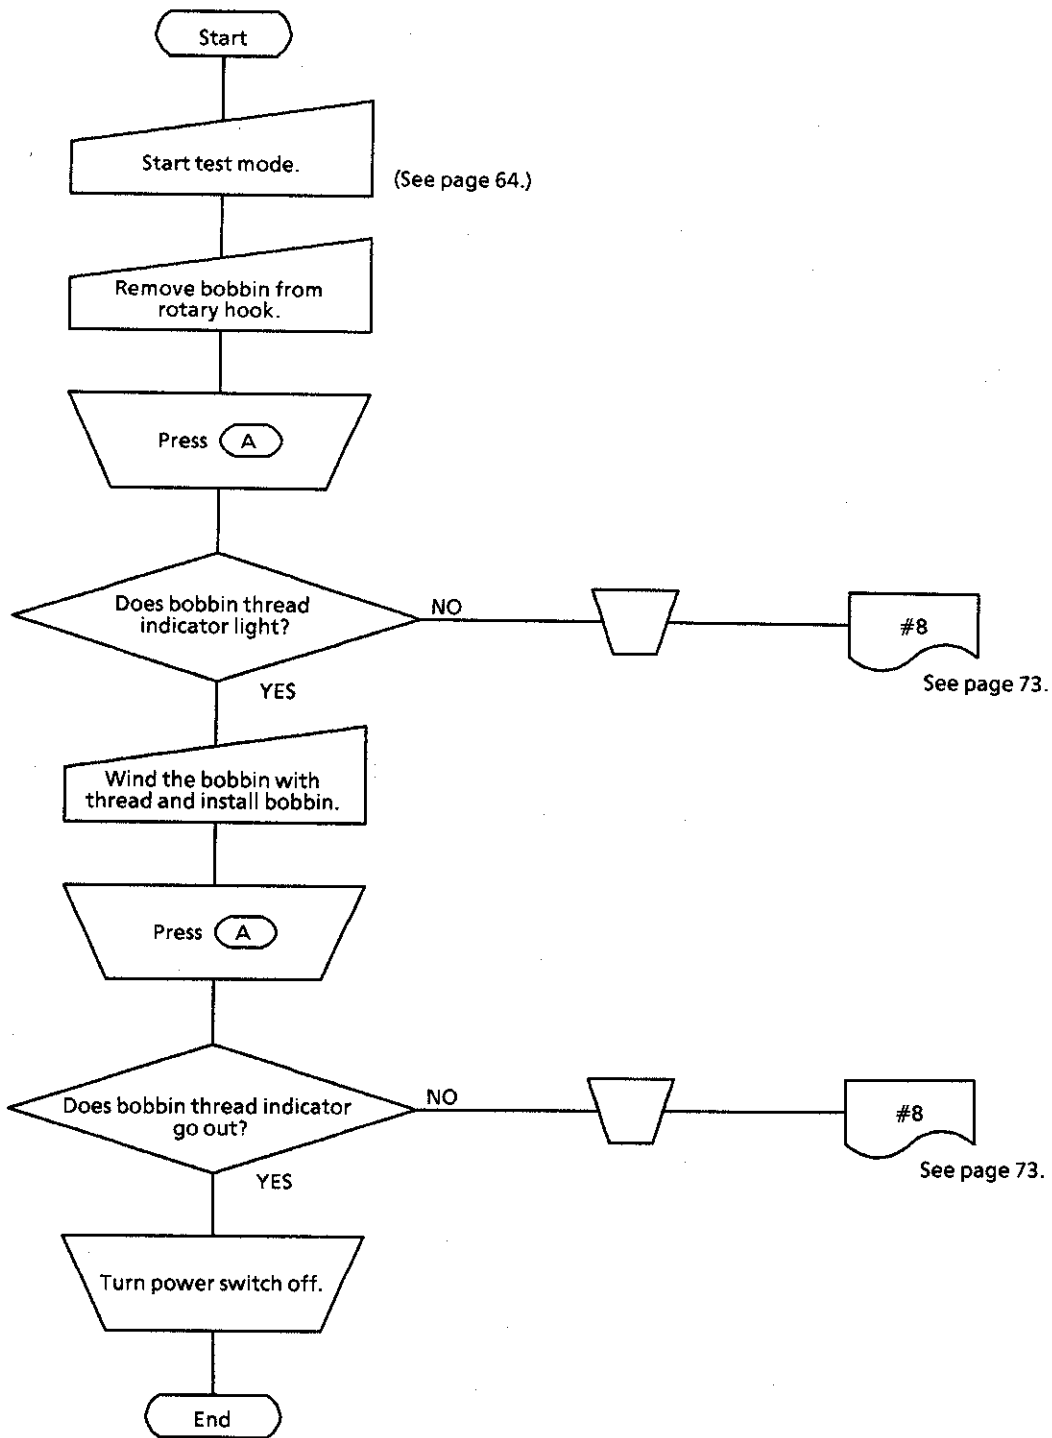 Start
Start test mode.
(See page 64.)
Remove bobbin from
rotary hook.
Press A
Does bobbin thread
indicator light?
NO
#8
See page 73.
YES
Wind the bobbin with
thread and install bobbin.
Press A
Does bobbin thread indicator
go out?
NO
#8
See page 73.
YES
Turn power switch off.
End